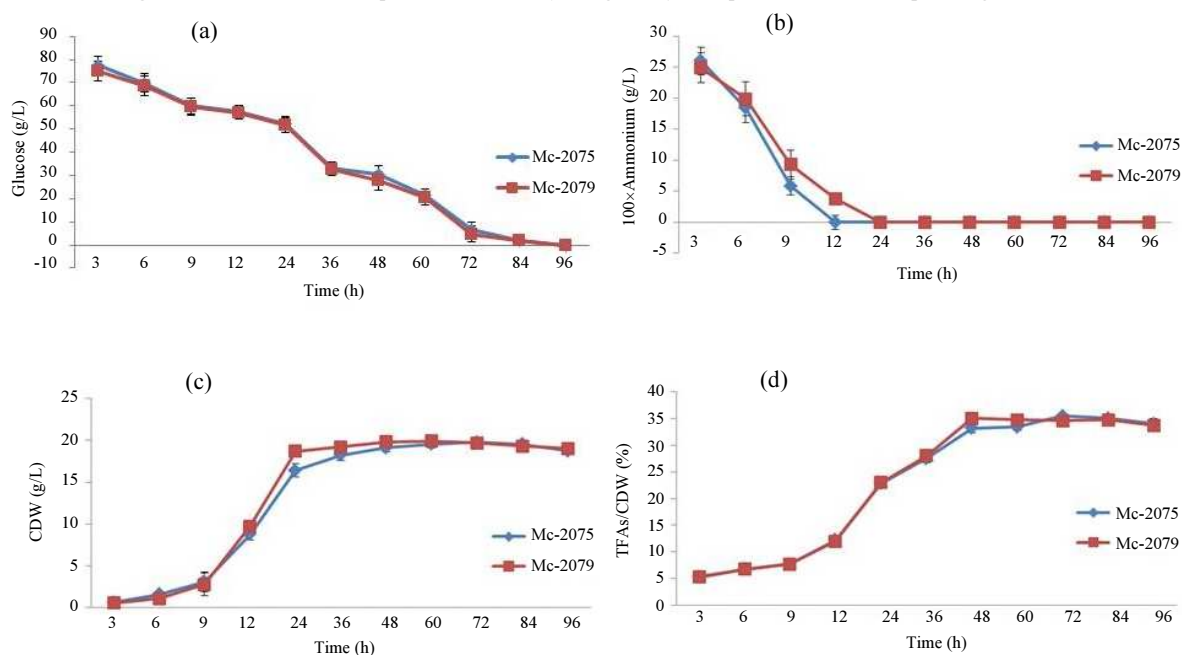 (a)
90
80
70
60
50
40
30
20
10
0
-10
Glucose (g/L)
3 6 9 12 24 36 48 60 72 84 96
Time (h)
Mc-2075
Mc-2079
(b)
30
25
20
15
10
5
0
-5
100×Ammonium (g/L)
3 6 9 12 24 36 48 60 72 84 96
Time (h)
Mc-2075
Mc-2079
(c)
25
20
15
10
5
0
CDW (g/L)
3 6 9 12 24 36 48 60 72 84 96
Time (h)
Mc-2075
Mc-2079
(d)
40
35
30
25
20
15
10
5
0
TFAs/CDW (%)
3 6 9 12 24 36 48 60 72 84 96
Time (h)
Mc-2075
Mc-2079